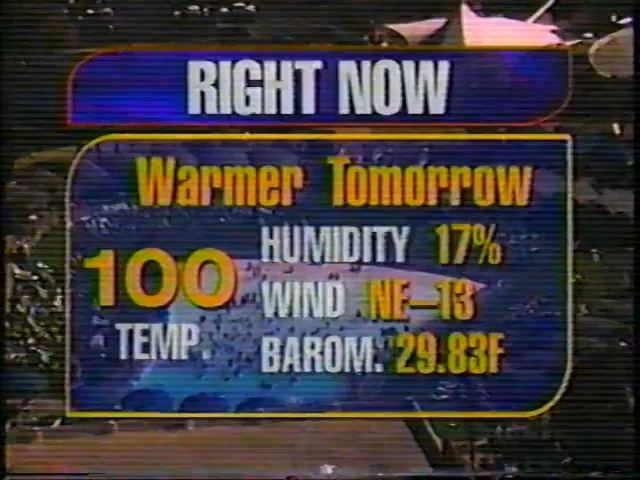 RIGHT NOW
Warmer Tomorrow
100
TEMP.
HUMIDITY 17%
WIND NE-13
BAROM. 29.83F